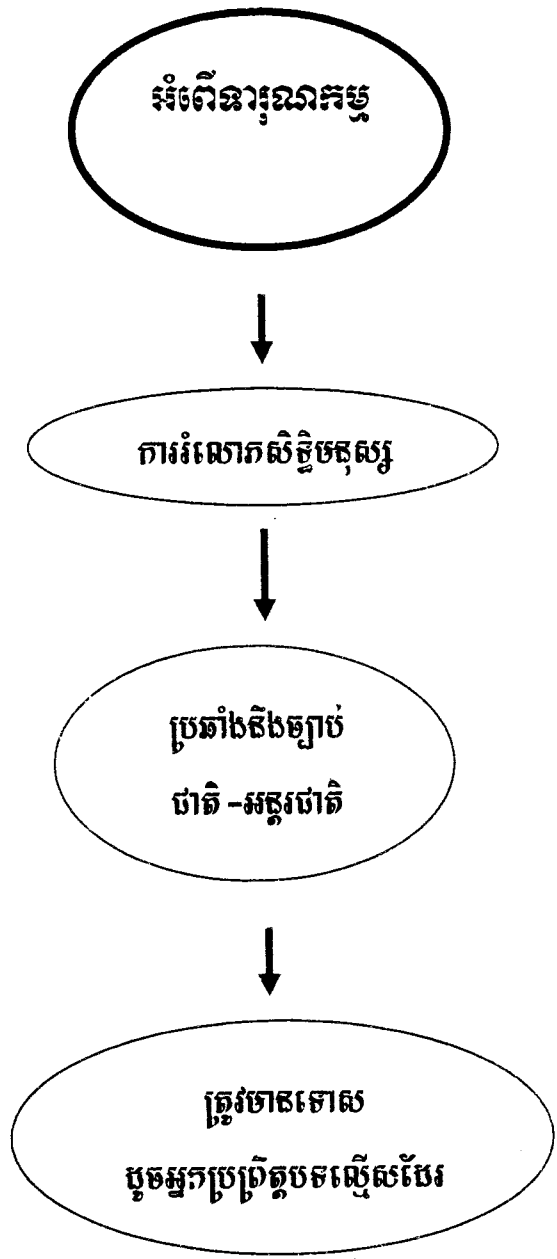 អំពើទារុណកម្ម
ការរំលោភសិទ្ធិមនុស្ស
ប្រឆាំងនឹងច្បាប់
ជាតិ –អន្តរជាតិ
ត្រូវមានទោស
ដូចអ្នកប្រព្រឹត្តបទល្មើសដែរ